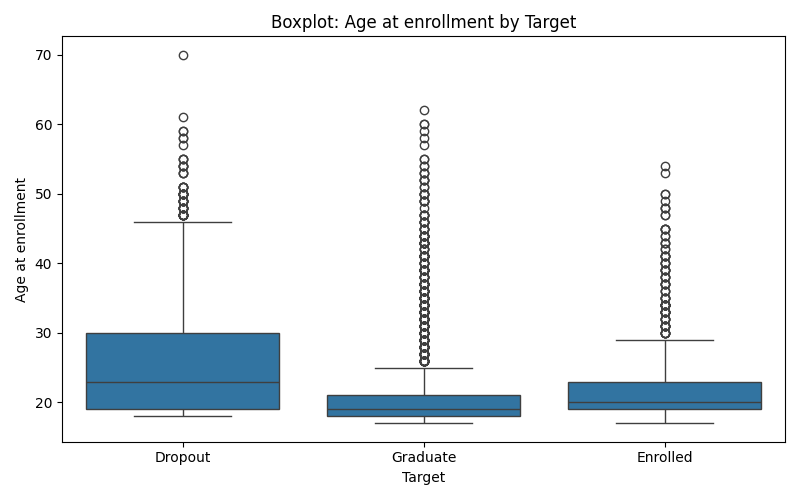 Boxplot: Age at enrollment by Target
70
60
50
40
30
20
Age at enrollment
Dropout
Graduate
Enrolled
Target